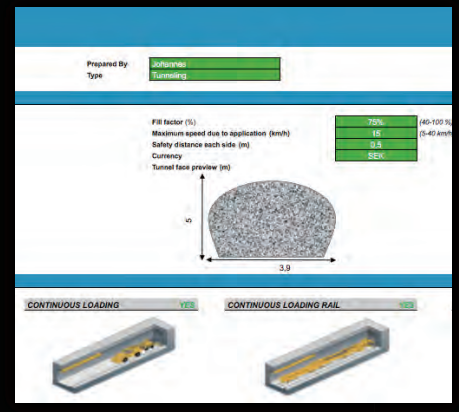 Prepared By Johannes
Type Tunneling
Fill factor (%) 75% (40-100 %)
Maximum speed due to application (km/h) 15 (5-40 km/h
Safety distance each side (m) 0,5
Currency SEK
Tunnel face preview (m)
5
3,9
CONTINUOUS LOADING YES CONTINUOUS LOADING RAIL YES